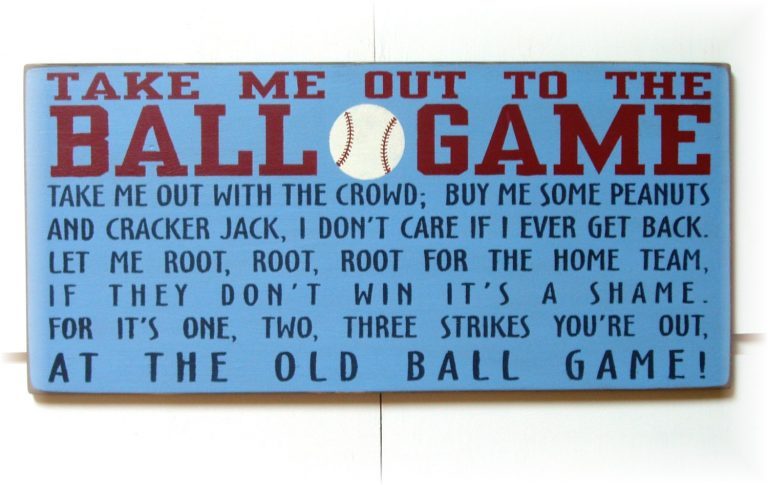 TAKE ME OUT TO THE
BALL GAME
TAKE ME OUT WITH THE CROWD; BUY ME SOME PEANUTS
AND CRACKER JACK, I DON'T CARE IF I EVER GET BACK.
LET ME ROOT, ROOT, ROOT FOR THE HOME TEAM,
IF THEY DON'T WIN IT'S A SHAME.
FOR IT'S ONE, TWO, THREE STRIKES YOU'RE OUT,
AT THE OLD BALL GAME!